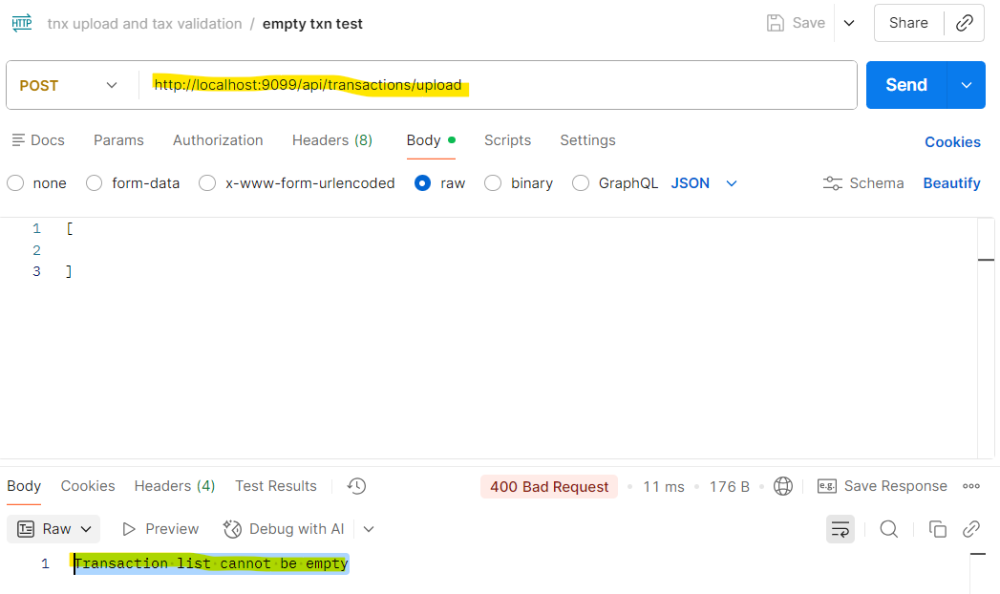 HTTP tnx upload and tax validation / empty txn test Save Share
POST http://localhost:9099/api/transactions/upload Send
Docs Params Authorization Headers (8) Body Scripts Settings Cookies
none form-data x-www-form-urlencoded raw binary GraphQL JSON Schema Beautify
1 [
2
3 ]
Body Cookies Headers (4) Test Results 400 Bad Request • 11 ms • 176 B • e.g. Save Response
Raw Preview Debug with AI
1 Transaction list cannot be empty